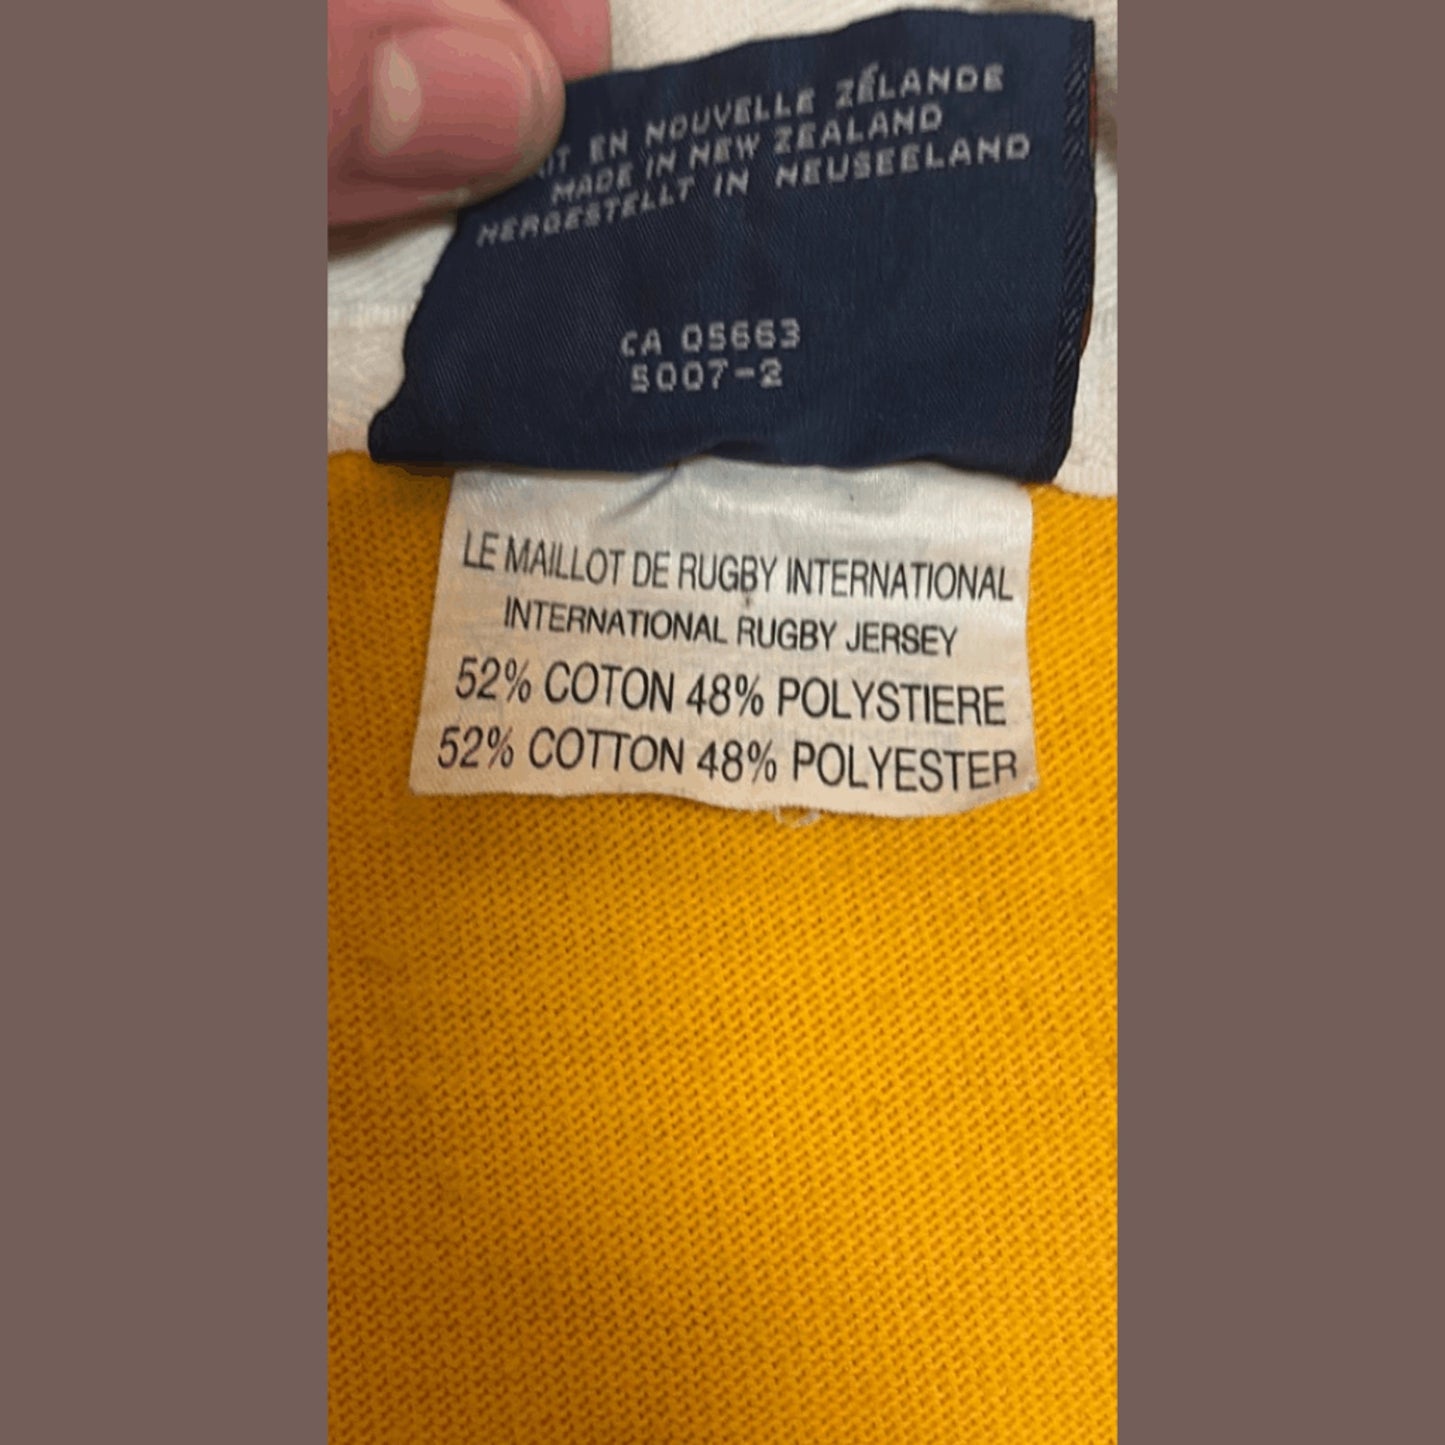 EN NOUVELLE ZÉLANDE
MADE IN NEW ZEALAND
HERGESTELLT IN NEUSEELAND
CA 05663
5007-2
LE MAILLOT DE RUGBY INTERNATIONAL
INTERNATIONAL RUGBY JERSEY
52% COTON 48% POLYSTIERE
52% COTTON 48% POLYESTER